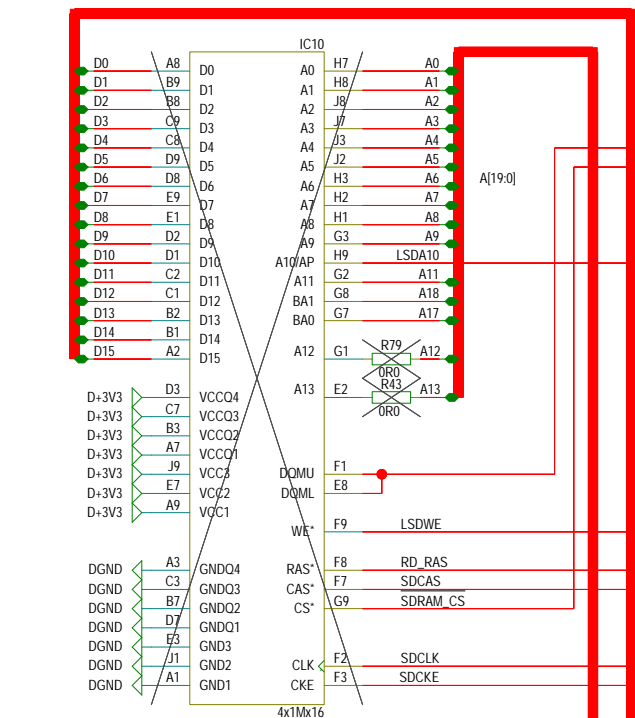 IC10
D0 A8 D0 A0 H7 A0
D1 B9 D1 A1 H8 A1
D2 B8 D2 A2 J8 A2
D3 C9 D3 A3 J7 A3
D4 C8 D4 A4 J3 A4
D5 D9 D5 A5 J2 A5
D6 D8 D6 A6 H3 A6
A[19:0]
D7 E9 D7 A7 H2 A7
D8 E1 D8 A8 H1 A8
D9 D2 D9 A9 G3 A9
D10 D1 D10 A10/AP H9 LSDA10
D11 C2 D11 A11 G2 A11
D12 C1 D12 BA1 G8 A18
D13 B2 D13 BA0 G7 A17
D14 B1 D14
D15 A2 D15 A12 G1 R79 A12
0R0
D+3V3 D3 VCCQ4 A13 E2 R43 A13
0R0
D+3V3 C7 VCCQ3
D+3V3 B3 VCCQ2
D+3V3 A7 VCCQ1
D+3V3 J9 VCC3 DQMU F1
D+3V3 E7 VCC2 DQML E8
D+3V3 A9 VCC1
WE* F9 LSDWE
DGND A3 GNDQ4 RAS* F8 RD_RAS
DGND C3 GNDQ3 CAS* F7 SDCAS
DGND B7 GNDQ2 CS* G9 SDRAM_CS
DGND D7 GNDQ1
DGND E3 GND3
DGND J1 GND2 CLK F2 SDCLK
DGND A1 GND1 CKE F3 SDCKE
4x1Mx16